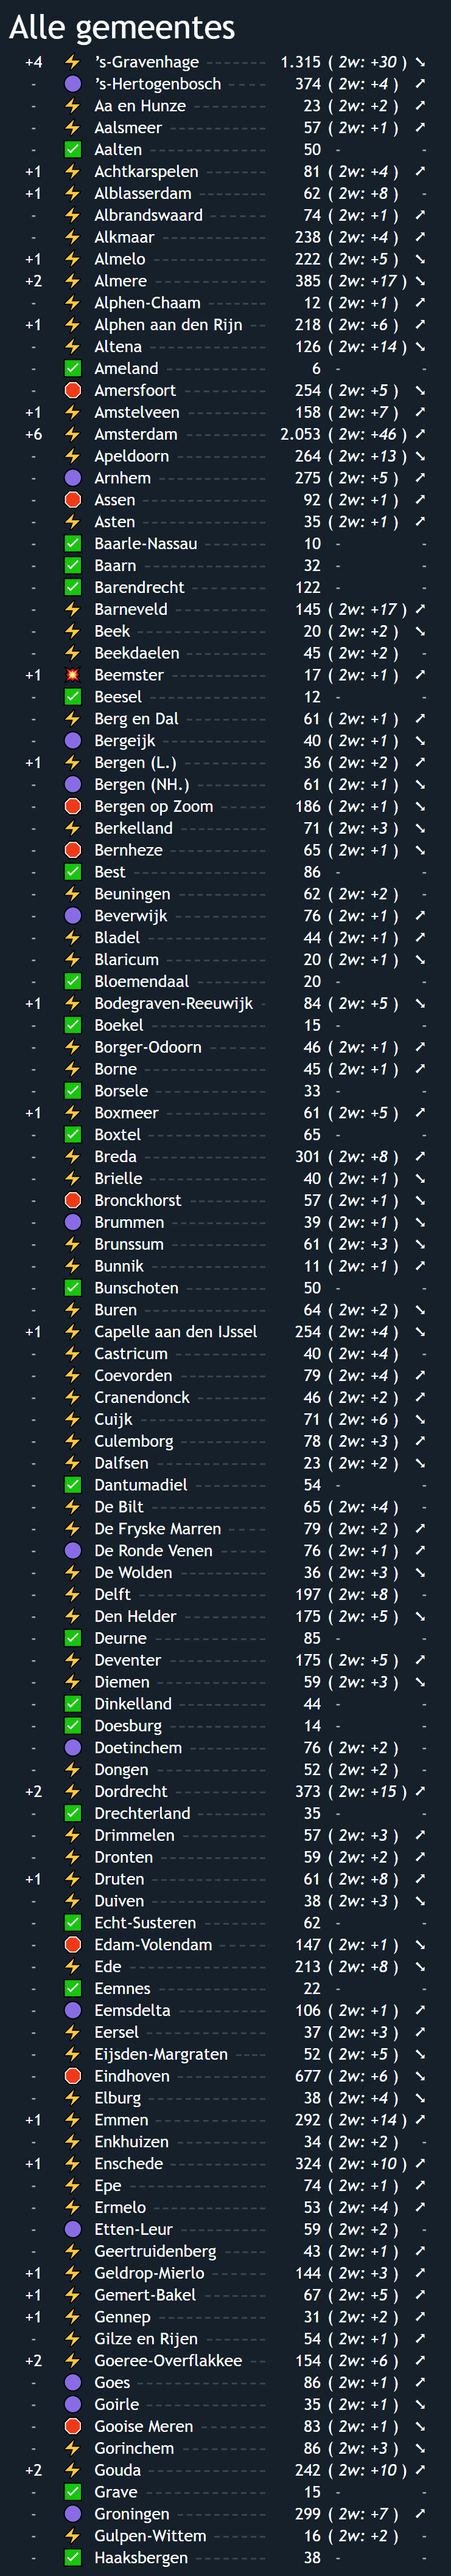 Alle gemeentes
+4 ⚡ ’s-Gravenhage 1.315 ( 2w: +30 ) ➘
- 🟣 ’s-Hertogenbosch 374 ( 2w: +4 ) ➚
- ⚡ Aa en Hunze 23 ( 2w: +2 ) ➚
- ⚡ Aalsmeer 57 ( 2w: +1 ) ➚
- ✅ Aalten 50 - -
+1 ⚡ Achtkarspelen 81 ( 2w: +4 ) ➚
+1 ⚡ Alblasserdam 62 ( 2w: +8 ) -
- ⚡ Albrandswaard 74 ( 2w: +1 ) ➚
- ⚡ Alkmaar 238 ( 2w: +4 ) ➚
+1 ⚡ Almelo 222 ( 2w: +5 ) ➘
+2 ⚡ Almere 385 ( 2w: +17 ) ➘
- ⚡ Alphen-Chaam 12 ( 2w: +1 ) ➚
+1 ⚡ Alphen aan den Rijn 218 ( 2w: +6 ) ➚
- ⚡ Altena 126 ( 2w: +14 ) ➘
- ✅ Ameland 6 - -
- 🛑 Amersfoort 254 ( 2w: +5 ) ➘
+1 ⚡ Amstelveen 158 ( 2w: +7 ) ➚
+6 ⚡ Amsterdam 2.053 ( 2w: +46 ) ➚
- ⚡ Apeldoorn 264 ( 2w: +13 ) ➘
- 🟣 Arnhem 275 ( 2w: +5 ) ➚
- 🛑 Assen 92 ( 2w: +1 ) ➚
- ⚡ Asten 35 ( 2w: +1 ) ➚
- ✅ Baarle-Nassau 10 - -
- ✅ Baarn 32 - -
- ✅ Barendrecht 122 - -
- ⚡ Barneveld 145 ( 2w: +17 ) ➚
- ⚡ Beek 20 ( 2w: +2 ) ➘
- ⚡ Beekdaelen 45 ( 2w: +2 ) -
+1 💥 Beemster 17 ( 2w: +1 ) ➚
- ✅ Beesel 12 - -
- ⚡ Berg en Dal 61 ( 2w: +1 ) ➚
- 🟣 Bergeijk 40 ( 2w: +1 ) ➘
+1 ⚡ Bergen (L.) 36 ( 2w: +2 ) ➚
- 🟣 Bergen (NH.) 61 ( 2w: +1 ) ➘
- 🛑 Bergen op Zoom 186 ( 2w: +1 ) ➘
- ⚡ Berkelland 71 ( 2w: +3 ) ➘
- 🛑 Bernheze 65 ( 2w: +1 ) ➘
- ✅ Best 86 - -
- ⚡ Beuningen 62 ( 2w: +2 ) -
- 🟣 Beverwijk 76 ( 2w: +1 ) ➚
- ⚡ Bladel 44 ( 2w: +1 ) ➚
- ⚡ Blaricum 20 ( 2w: +1 ) ➘
- ✅ Bloemendaal 20 - -
+1 ⚡ Bodegraven-Reeuwijk 84 ( 2w: +5 ) ➘
- ✅ Boekel 15 - -
- ⚡ Borger-Odoorn 46 ( 2w: +1 ) ➚
- ⚡ Borne 45 ( 2w: +1 ) ➚
- ✅ Borsele 33 - -
+1 ⚡ Boxmeer 61 ( 2w: +5 ) ➚
- ✅ Boxtel 65 - -
- ⚡ Breda 301 ( 2w: +8 ) ➚
- ⚡ Brielle 40 ( 2w: +1 ) ➘
- 🛑 Bronckhorst 57 ( 2w: +1 ) ➘
- 🟣 Brummen 39 ( 2w: +1 ) ➘
- ⚡ Brunssum 61 ( 2w: +3 ) ➘
- ⚡ Bunnik 11 ( 2w: +1 ) ➚
- ✅ Bunschoten 50 - -
- ⚡ Buren 64 ( 2w: +2 ) ➘
+1 ⚡ Capelle aan den IJssel 254 ( 2w: +4 ) ➘
- ⚡ Castricum 40 ( 2w: +4 ) -
- ⚡ Coevorden 79 ( 2w: +4 ) ➚
- ⚡ Cranendonck 46 ( 2w: +2 ) ➚
- ⚡ Cuijk 71 ( 2w: +6 ) ➘
- ⚡ Culemborg 78 ( 2w: +3 ) ➚
- ⚡ Dalfsen 23 ( 2w: +2 ) ➘
- ✅ Dantumadiel 54 - -
- ⚡ De Bilt 65 ( 2w: +4 ) -
- ⚡ De Fryske Marren 79 ( 2w: +2 ) ➚
- 🟣 De Ronde Venen 76 ( 2w: +1 ) ➚
- ⚡ De Wolden 36 ( 2w: +3 ) ➘
- ⚡ Delft 197 ( 2w: +8 ) -
- ⚡ Den Helder 175 ( 2w: +5 ) ➘
- ✅ Deurne 85 - -
- ⚡ Deventer 175 ( 2w: +5 ) ➚
- ⚡ Diemen 59 ( 2w: +3 ) ➘
- ✅ Dinkelland 44 - -
- ✅ Doesburg 14 - -
- 🟣 Doetinchem 76 ( 2w: +2 ) -
- ⚡ Dongen 52 ( 2w: +2 ) -
+2 ⚡ Dordrecht 373 ( 2w: +15 ) ➚
- ✅ Drechterland 35 - -
- ⚡ Drimmelen 57 ( 2w: +3 ) ➚
- ⚡ Dronten 59 ( 2w: +2 ) ➚
+1 ⚡ Druten 61 ( 2w: +8 ) ➚
- ⚡ Duiven 38 ( 2w: +3 ) ➘
- ✅ Echt-Susteren 62 - -
- 🛑 Edam-Volendam 147 ( 2w: +1 ) ➘
- ⚡ Ede 213 ( 2w: +8 ) ➘
- ✅ Eemnes 22 - -
- 🟣 Eemsdelta 106 ( 2w: +1 ) ➚
- ⚡ Eersel 37 ( 2w: +3 ) ➚
- ⚡ Eijsden-Margraten 52 ( 2w: +5 ) ➘
- 🛑 Eindhoven 677 ( 2w: +6 ) ➘
- ⚡ Elburg 38 ( 2w: +4 ) ➘
+1 ⚡ Emmen 292 ( 2w: +14 ) ➚
- ⚡ Enkhuizen 34 ( 2w: +2 ) -
+1 ⚡ Enschede 324 ( 2w: +10 ) ➚
- ⚡ Epe 74 ( 2w: +1 ) ➚
- ⚡ Ermelo 53 ( 2w: +4 ) ➚
- 🟣 Etten-Leur 59 ( 2w: +2 ) -
- ⚡ Geertruidenberg 43 ( 2w: +1 ) ➚
+1 ⚡ Geldrop-Mierlo 144 ( 2w: +3 ) ➚
+1 ⚡ Gemert-Bakel 67 ( 2w: +5 ) ➚
+1 ⚡ Gennep 31 ( 2w: +2 ) ➚
- ⚡ Gilze en Rijen 54 ( 2w: +1 ) ➚
+2 ⚡ Goeree-Overflakkee 154 ( 2w: +6 ) ➚
- 🟣 Goes 86 ( 2w: +1 ) ➚
- 🟣 Goirle 35 ( 2w: +1 ) ➘
- 🛑 Gooise Meren 83 ( 2w: +1 ) ➘
- ⚡ Gorinchem 86 ( 2w: +3 ) ➘
+2 ⚡ Gouda 242 ( 2w: +10 ) ➚
- ✅ Grave 15 - -
- 🟣 Groningen 299 ( 2w: +7 ) ➚
- ⚡ Gulpen-Wittem 16 ( 2w: +2 ) -
- ✅ Haaksbergen 38 - -